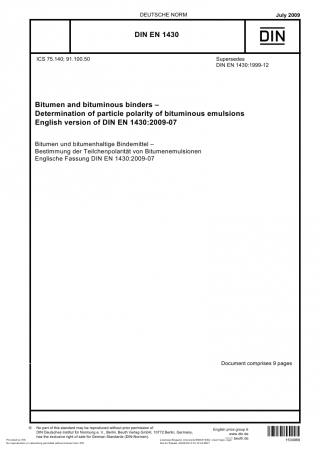 DEUTSCHE NORM
July 2009
DIN EN 1430
DIN
ICS 75.140; 91.100.50
Supersedes
DIN EN 1430:1999-12
Bitumen and bituminous binders –
Determination of particle polarity of bituminous emulsions
English version of DIN EN 1430:2009-07
Bitumen und bitumenhaltige Bindemittel –
Bestimmung der Teilchenpolarität von Bitumenemulsionen
Englische Fassung DIN EN 1430:2009-07
Document comprises 9 pages
© No part of this standard may be reproduced without prior permission of
DIN Deutsches Institut für Normung e. V., Berlin. Beuth Verlag GmbH, 10772 Berlin, Germany,
has the exclusive right of sale for German Standards (DIN-Normen).
English price group 6
www.din.de
www.beuth.de